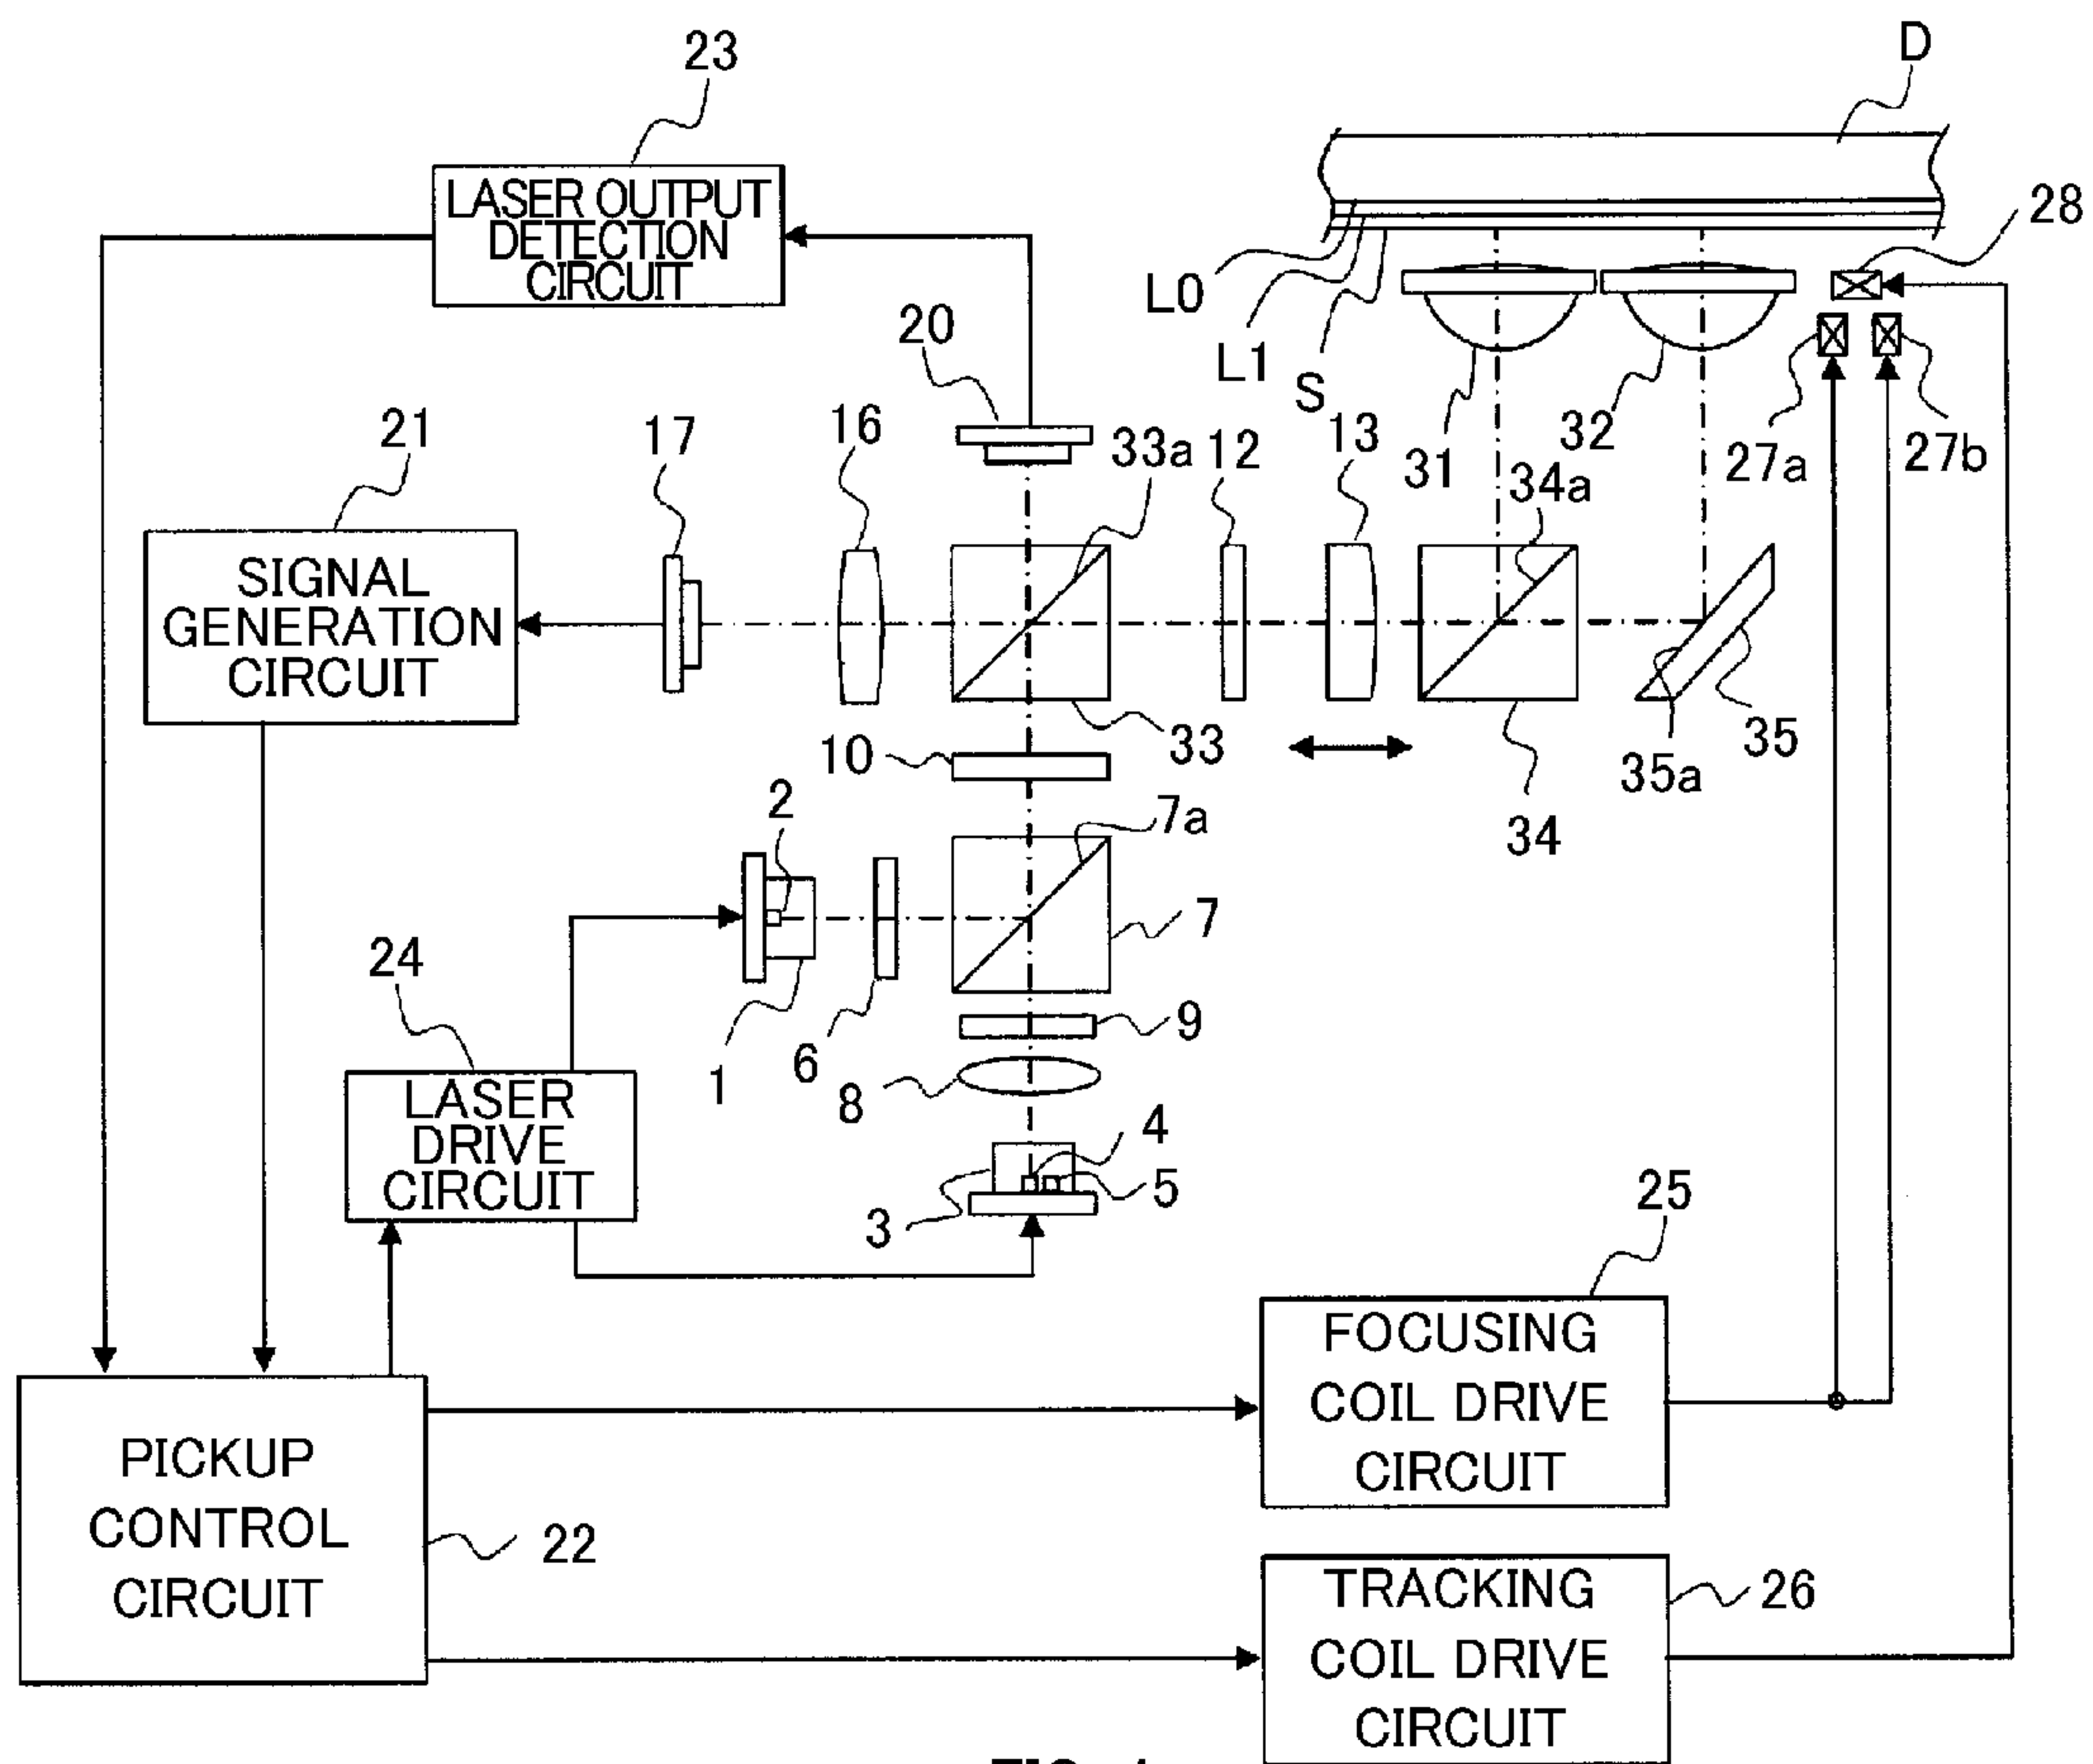 23
D
LASER OUTPUT
DETECTION
CIRCUIT
28
L0
L1
S
20
31
32
27a
27b
21
17
16
33a
12
13
34a
SIGNAL
GENERATION
CIRCUIT
10
33
35
35a
34
2
7a
7
24
1
6
9
8
LASER
DRIVE
CIRCUIT
4
5
3
25
FOCUSING
COIL DRIVE
CIRCUIT
PICKUP
CONTROL
CIRCUIT
22
TRACKING
COIL DRIVE
CIRCUIT
26